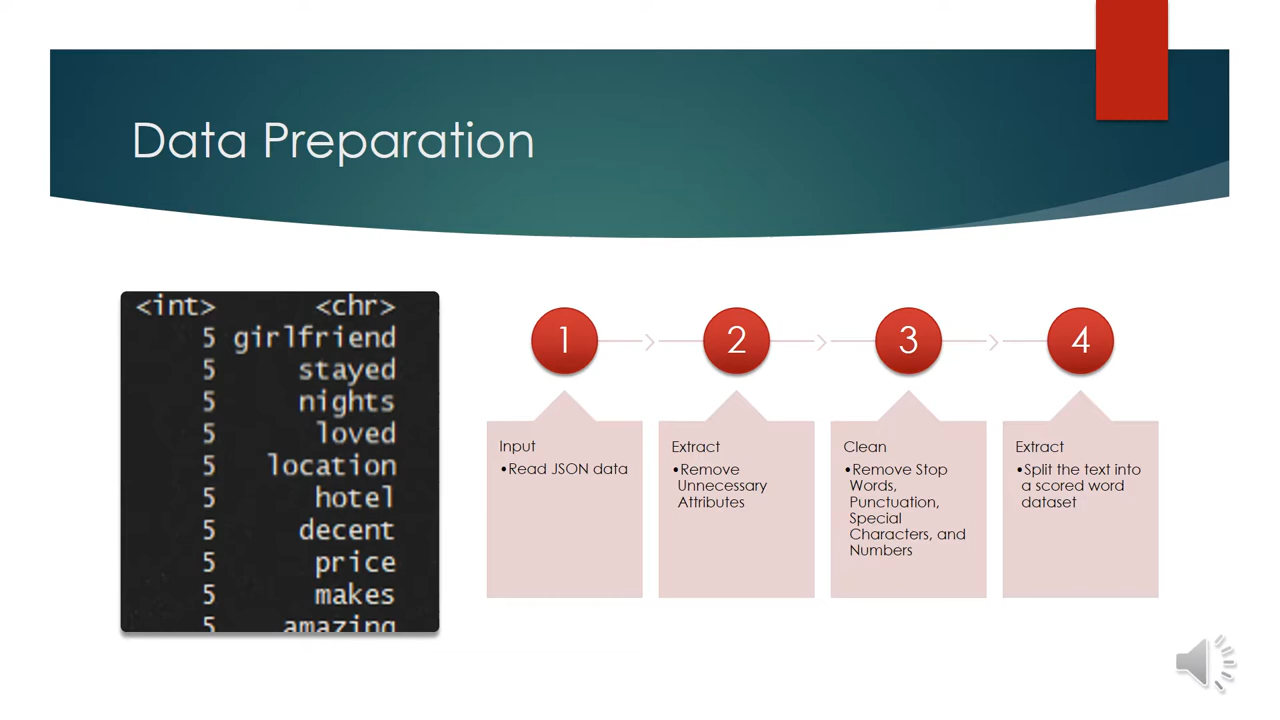 Data Preparation
<int> <chr>
5 girlfriend
5 stayed
5 nights
5 loved
5 location
5 hotel
5 decent
5 price
5 makes
5 amazing
1
2
3
4
Input
•Read JSON data
Extract
•Remove
Unnecessary
Attributes
Clean
•Remove Stop
Words,
Punctuation,
Special
Characters, and
Numbers
Extract
•Split the text into
a scored word
dataset